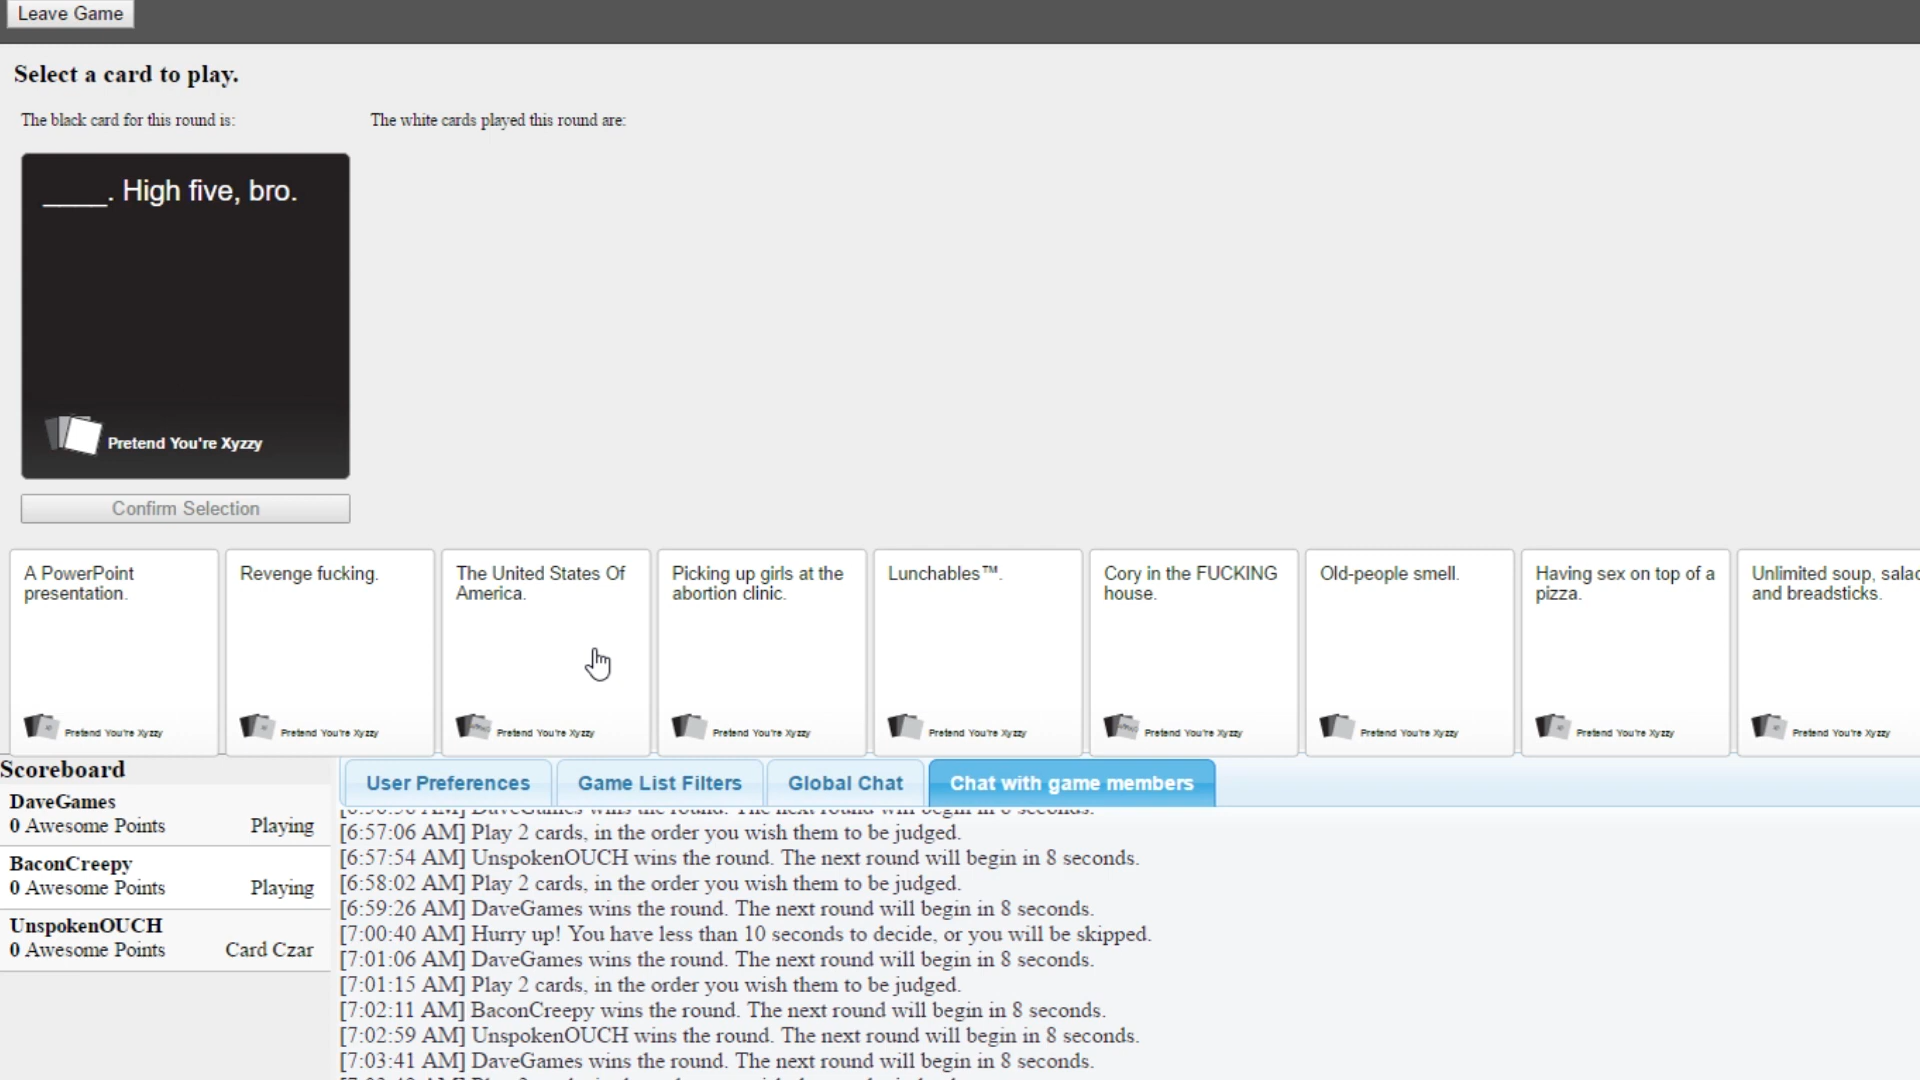 Leave Game
Select a card to play.
The black card for this round is:
The white cards played this round are:
____. High five, bro.
Pretend You're Xyzzy
Confirm Selection
A PowerPoint
presentation.
Pretend You're Xyzzy
Revenge fucking.
Pretend You're Xyzzy
The United States Of
America.
Pretend You're Xyzzy
Picking up girls at the
abortion clinic.
Pretend You're Xyzzy
Lunchables™.
Pretend You're Xyzzy
Cory in the FUCKING
house.
Pretend You're Xyzzy
Old-people smell.
Pretend You're Xyzzy
Having sex on top of a
pizza.
Pretend You're Xyzzy
Unlimited soup,
and breadsticks.
Pretend You're Xyzzy
Scoreboard
DaveGames
0 Awesome Points Playing
BaconCreepy
0 Awesome Points Playing
UnspokenOUCH
0 Awesome Points Card Czar
User Preferences
Game List Filters
Global Chat
Chat with game members
[6:57:06 AM] Play 2 cards, in the order you wish them to be judged.
[6:57:54 AM] UnspokenOUCH wins the round. The next round will begin in 8 seconds.
[6:58:02 AM] Play 2 cards, in the order you wish them to be judged.
[6:59:26 AM] DaveGames wins the round. The next round will begin in 8 seconds.
[7:00:40 AM] Hurry up! You have less than 10 seconds to decide, or you will be skipped.
[7:01:06 AM] DaveGames wins the round. The next round will begin in 8 seconds.
[7:01:15 AM] Play 2 cards, in the order you wish them to be judged.
[7:02:11 AM] BaconCreepy wins the round. The next round will begin in 8 seconds.
[7:02:59 AM] UnspokenOUCH wins the round. The next round will begin in 8 seconds.
[7:03:41 AM] DaveGames wins the round. The next round will begin in 8 seconds.